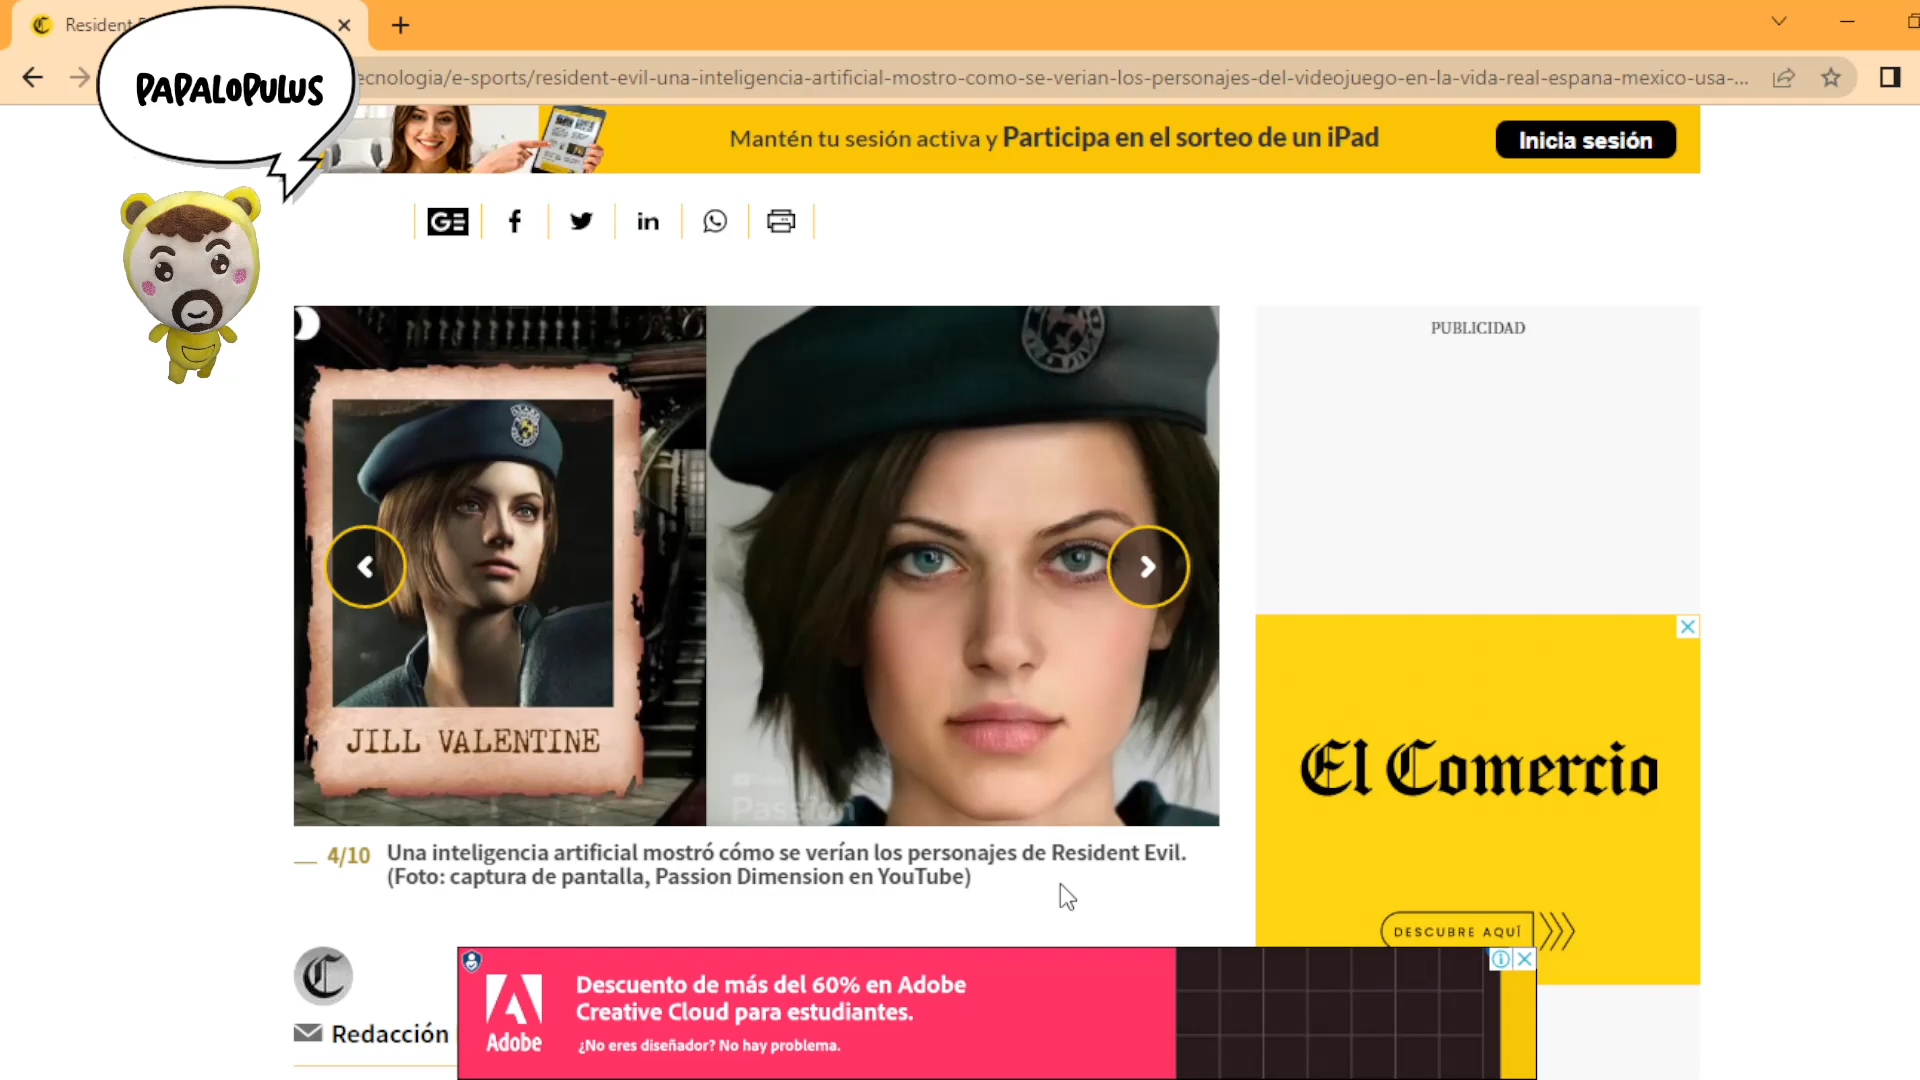 Resident
PAPALOPULUS
ecnologia/e-sports/resident-evil-una-inteligencia-artificial-mostro-como-se-verian-los-personajes-del-videojuego-en-la-vida-real-espana-mexico-usa-...
Mantén tu sesión activa y Participa en el sorteo de un iPad
Inicia sesión
GE
f
in
PUBLICIDAD
JILL VALENTINE
Passion
4/10 Una inteligencia artificial mostró cómo se verían los personajes de Resident Evil.
(Foto: captura de pantalla, Passion Dimension en YouTube)
El Comercio
DESCUBRE AQUÍ
C
Redacción
Adobe
Descuento de más del 60% en Adobe
Creative Cloud para estudiantes.
¿No eres diseñador? No hay problema.